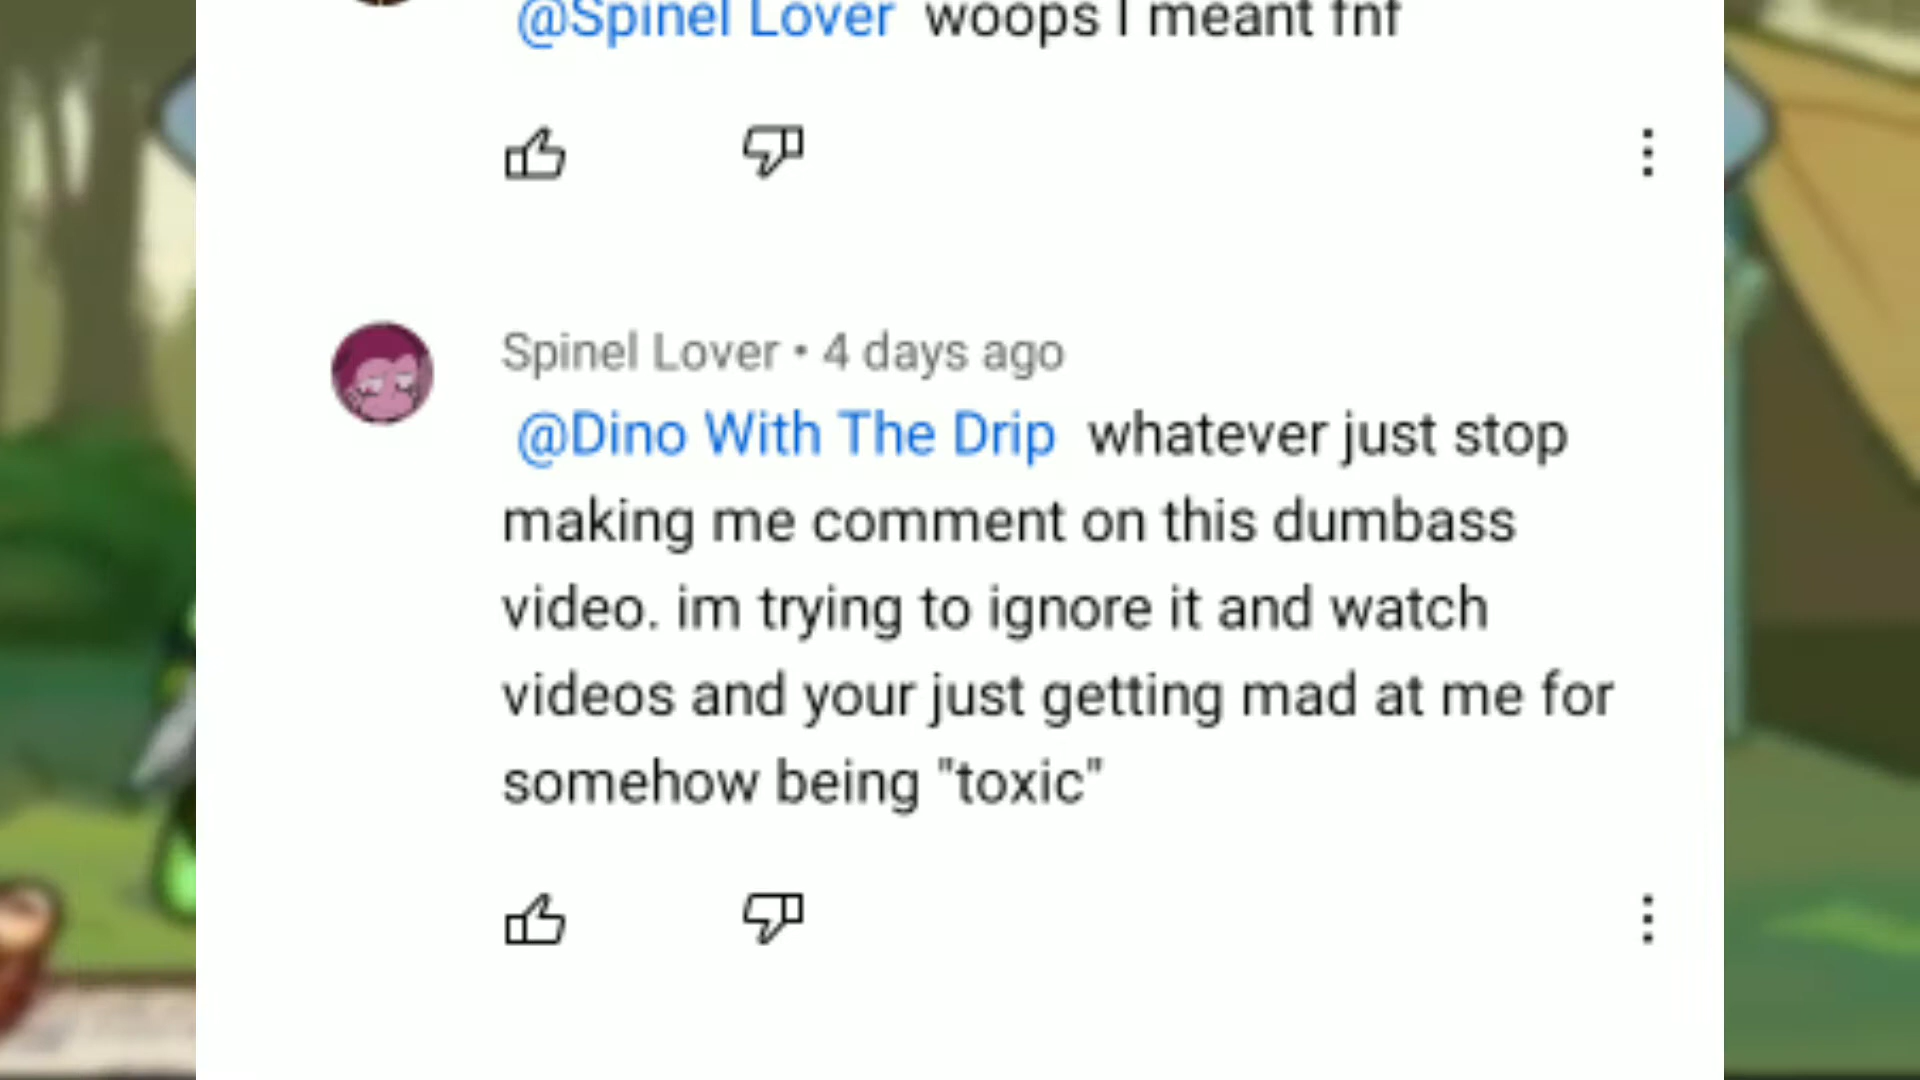 @Spinel Lover woops I meant fnf
Spinel Lover • 4 days ago
@Dino With The Drip whatever just stop
making me comment on this dumbass
video. im trying to ignore it and watch
videos and your just getting mad at me for
somehow being "toxic"